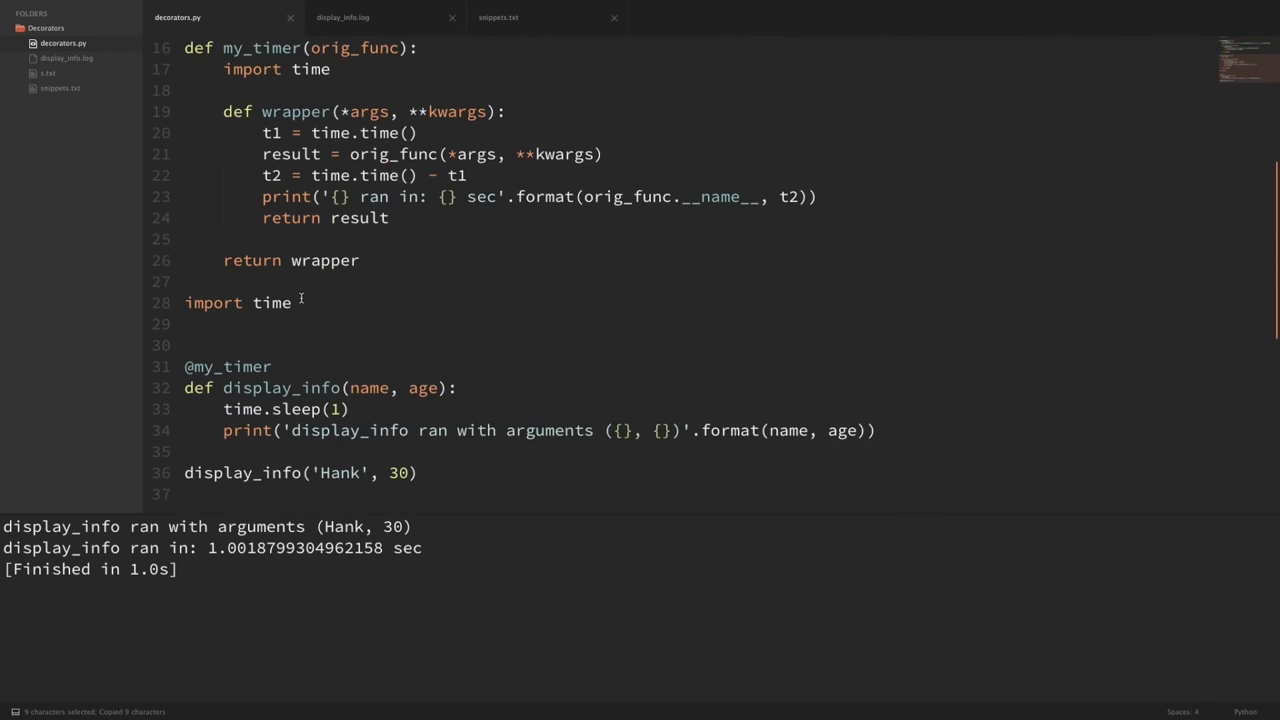 FOLDERS
Decorators
decorators.py
display_info.log
s.txt
snippets.txt
decorators.py
display_info.log
snippets.txt
16 def my_timer(orig_func):
17     import time
18
19     def wrapper(*args, **kwargs):
20         t1 = time.time()
21         result = orig_func(*args, **kwargs)
22         t2 = time.time() - t1
23         print('{} ran in: {} sec'.format(orig_func.__name__, t2))
24         return result
25
26     return wrapper
27
28 import time
29
30
31 @my_timer
32 def display_info(name, age):
33     time.sleep(1)
34     print('display_info ran with arguments ({}, {})'.format(name, age))
35
36 display_info('Hank', 30)
37
display_info ran with arguments (Hank, 30)
display_info ran in: 1.0018799304962158 sec
[Finished in 1.0s]
9 characters selected; Copied 9 characters
Spaces: 4
Python